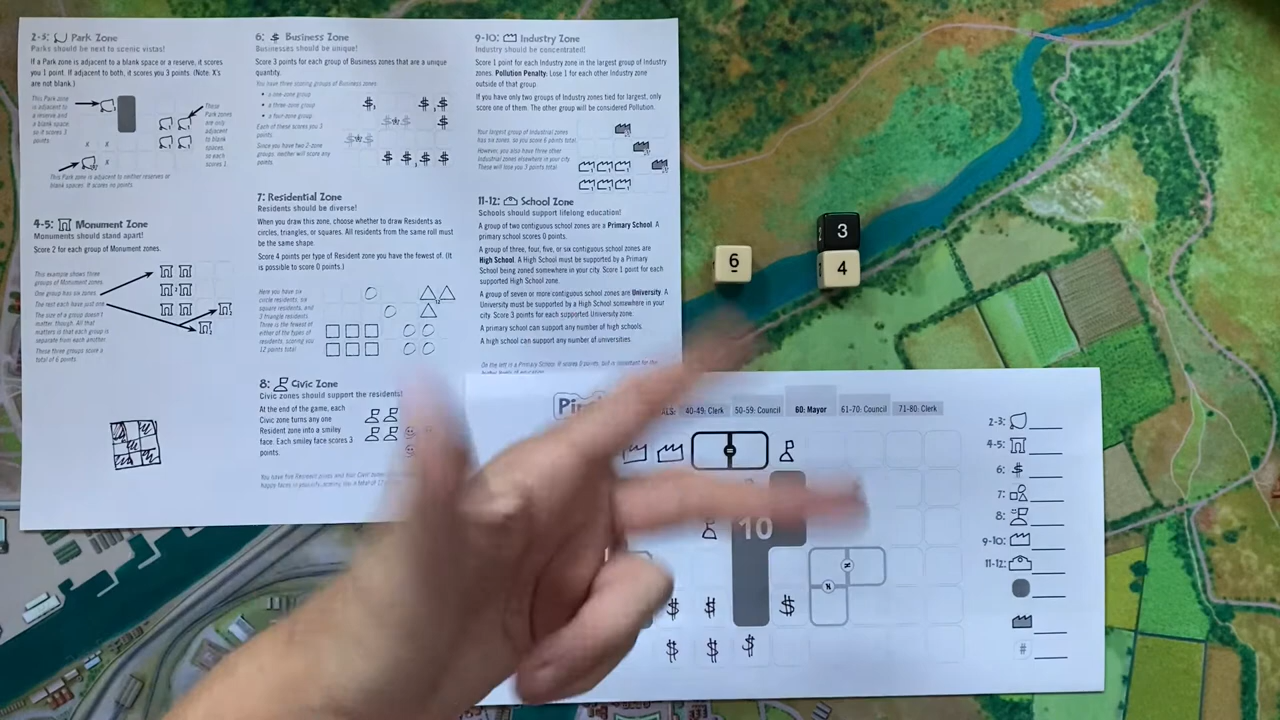 2-3: Park Zone
Parks should be next to scenic vistas!
If a Park zone is adjacent to a blank space or a reserve, it scores
you 1 point. If adjacent to both, it scores you 3 points. (Note: X's
are not blank.)
This Park zone
is adjacent to
a reserve and
a blank space,
so it scores 3
points.
These
Park zones
are only
adjacent
to blank
spaces,
so each
scores 1
x x
x
This Park zone is adjacent to neither reserves or
blank spaces. It scores no points.
4-5: Monument Zone
Monuments should stand apart!
Score 2 for each group of Monument zones.
This example shows three
groups of Monument zones.
One group has six zones
The rest each have just one
The size of a group doesn't
matter, though. All that
matters is that each group is
separate from each another.
These three groups score a
total of 6 points.
6: $ Business Zone
Businesses should be unique!
Score 3 points for each group of Business zones that are a unique
quantity.
You have three scoring groups of Business zones:
• a one-zone group
• a three-zone group
• a four-zone group
Each of these scores you 3
points.
Since you have two 2-zone
groups, neither will score any
points.
7: Residential Zone
Residents should be diverse!
When you draw this zone, choose whether to draw Residents as
circles, triangles, or squares. All residents from the same roll must
be the same shape.
Score 4 points per type of Resident zone you have the fewest of. (It
is possible to score 0 points.)
Here you have six
circle residents, six
square residents, and
3 triangle residents.
Three is the fewest of
either of the types of
residents, scoring you
12 points total.
8: Civic Zone
Civic zones should support the residents!
At the end of the game, each
Civic zone turns any one
Resident zone into a smiley
face. Each smiley face scores 3
points.
9-10: Industry Zone
Industry should be concentrated!
Score 1 point for each Industry zone in the largest group of Industry
zones. Pollution Penalty: Lose 1 for each other Industry zone
outside of that group.
If you have only two groups of Industry zones tied for largest, only
score one of them. The other group will be considered Pollution.
Your largest group of Industrial zones
has six zones, so you score 6 points total.
However, you also have three other
Industrial zones elsewhere in your city.
These will lose you 3 points total.
11-12: School Zone
Schools should support lifelong education!
A group of two contiguous school zones are a Primary School. A
primary school scores 0 points.
A group of three, four, five, or six contiguous school zones are
High School. A High School must be supported by a Primary
School being zoned somewhere in your city. Score 1 point for each
supported High School zone.
A group of seven or more contiguous school zones are University. A
University must be supported by a High School somewhere in your
city. Score 3 points for each supported University zone.
A primary school can support any number of high schools.
A high school can support any number of universities.
6
3
4
40-49: Clerk
50-59: Council
60: Mayor
61-70: Council
71-80: Clerk
=
10
$ $ $
$ $ $
2-3:
4-5:
6: $
7:
8:
9-10:
11-12:
#